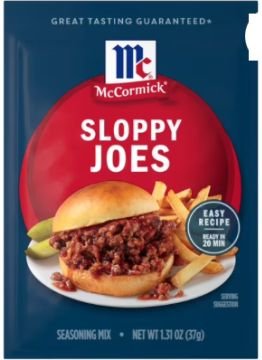 GREAT TASTING GUARANTEED*
Mc
McCormick®
SLOPPY
JOES
EASY
RECIPE
READY IN
20 MIN
SERVING
SUGGESTION
SEASONING MIX • NET WT 1.31 OZ (37g)